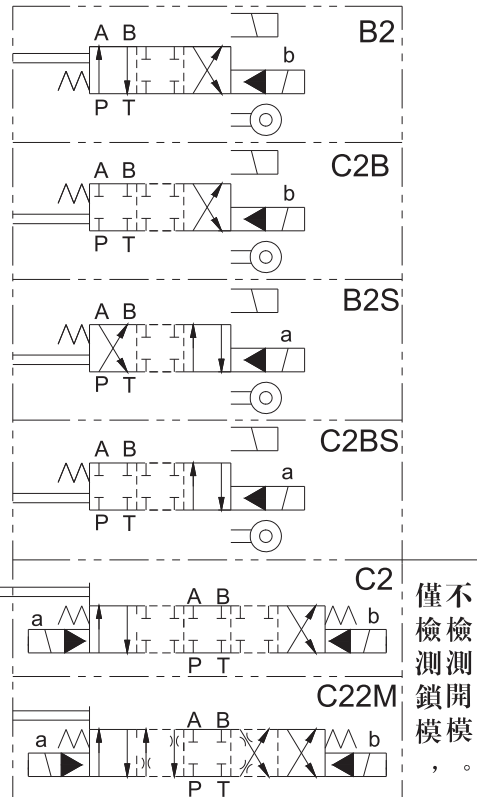 B2
A B
b
P T
C2B
A B
b
P T
B2S
A B
a
P T
C2BS
A B
a
P T
C2
A B
a
b
P T
C22M
A B
a
b
P T
不檢測開模。
僅檢測鎖模，